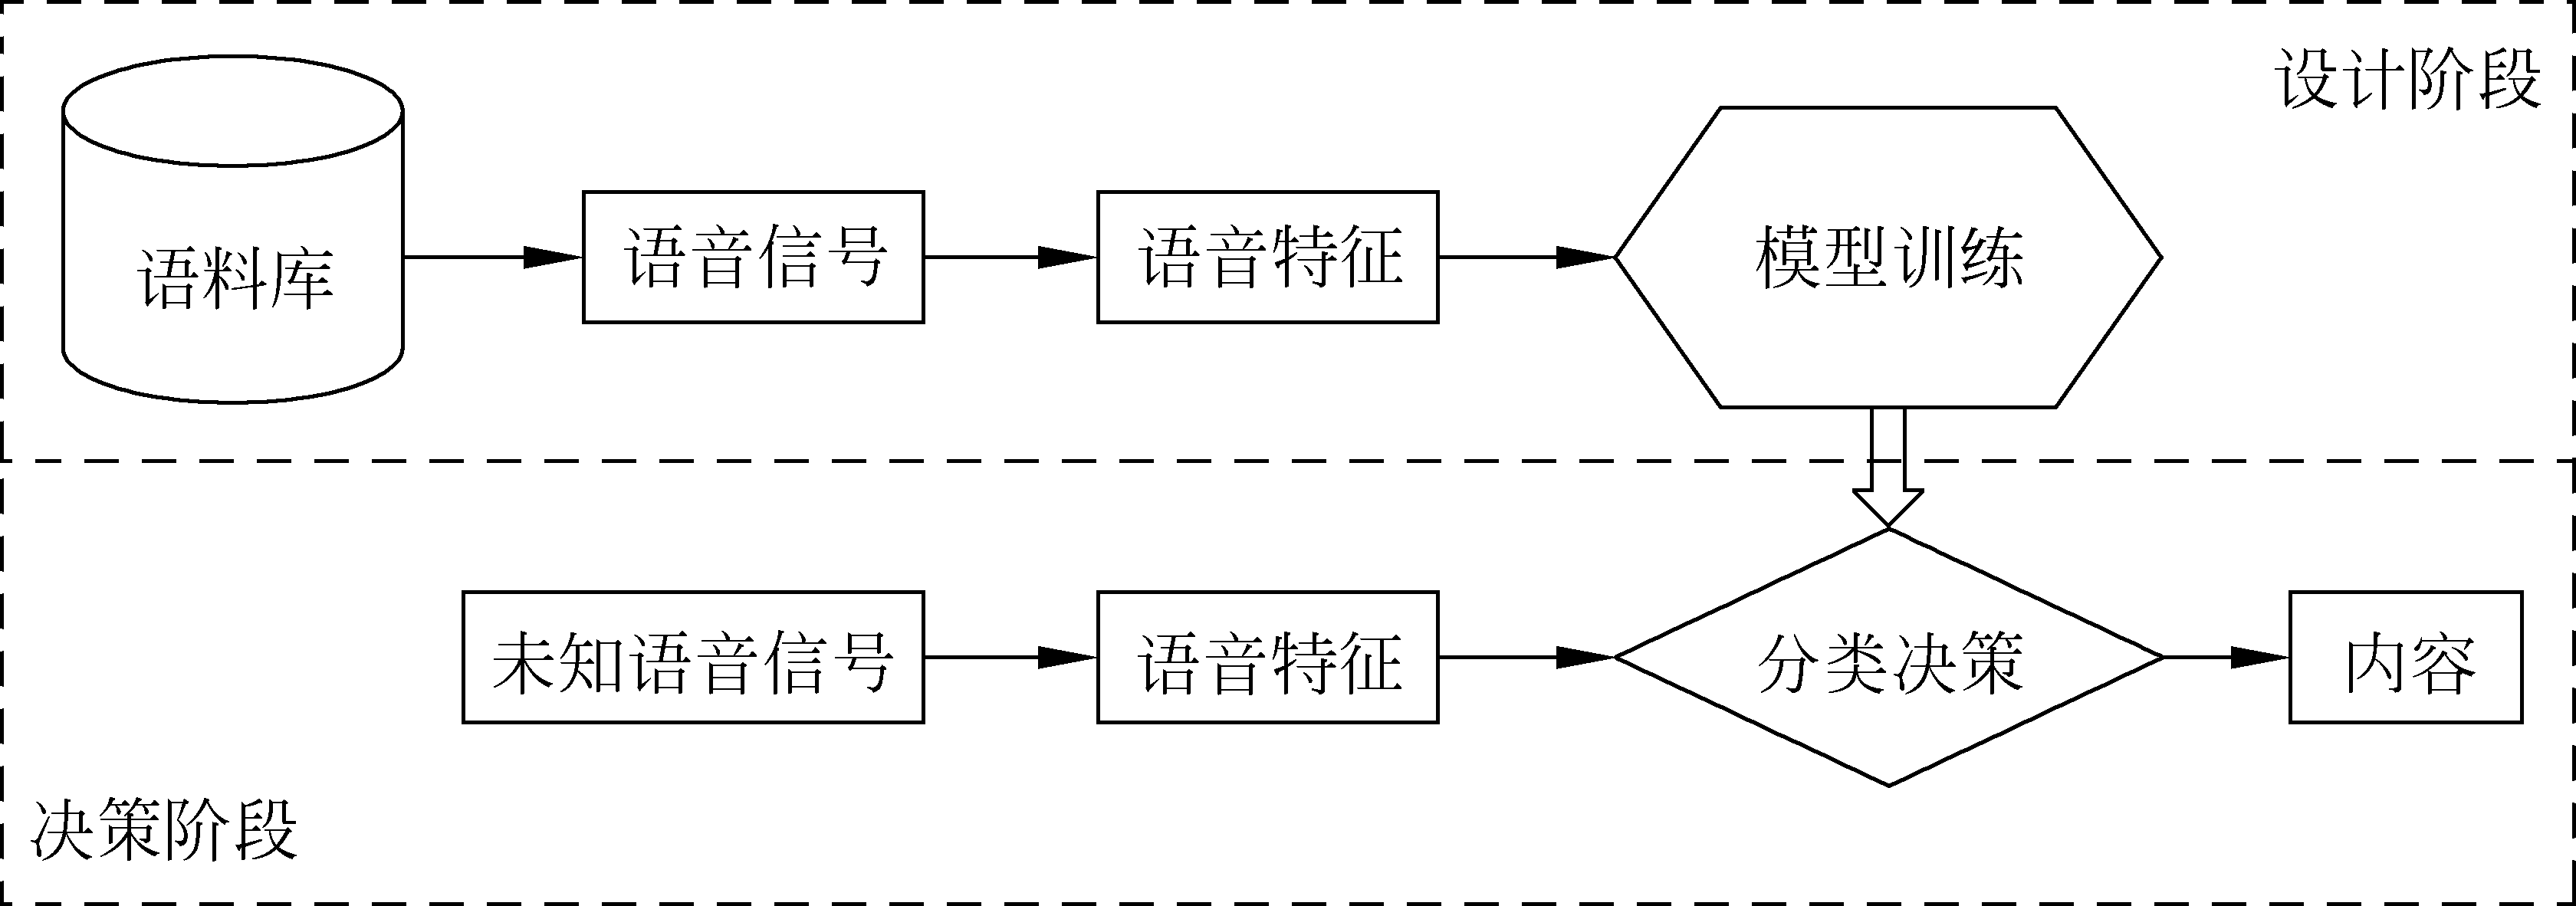 设计阶段
语料库
语音信号
语音特征
模型训练
未知语音信号
语音特征
分类决策
内容
决策阶段